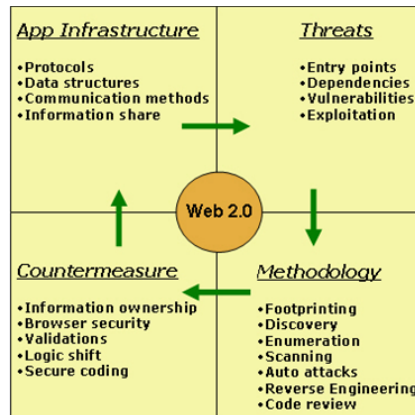 App Infrastructure
•Protocols
•Data structures
•Communication methods
•Information share
Threats
•Entry points
•Dependencies
•Vulnerabilities
•Exploitation
Web 2.0
Countermeasure
•Information ownership
•Browser security
•Validations
•Logic shift
•Secure coding
Methodology
•Footprinting
•Discovery
•Enumeration
•Scanning
•Auto attacks
•Reverse Engineering
•Code review